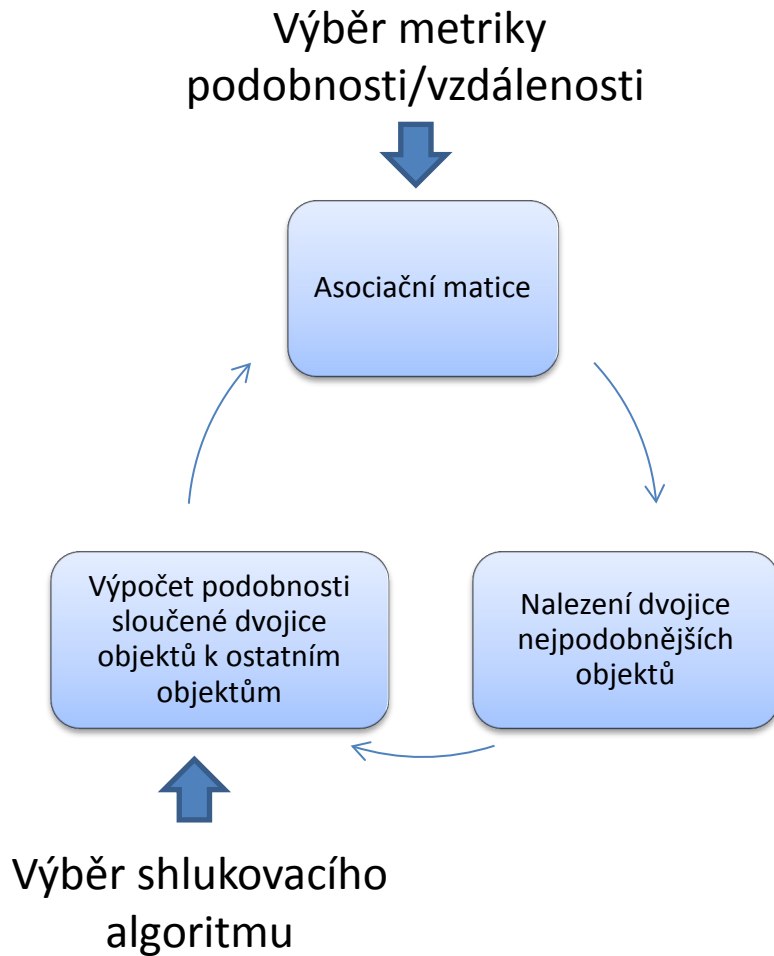 Výběr metriky
podobnosti/vzdálenosti
Asociační matice
Výpočet podobnosti
sloučené dvojice
objektů k ostatním
objektům
Nalezení dvojice
nejpodobnějších
objektů
Výběr shlukovacího
algoritmu